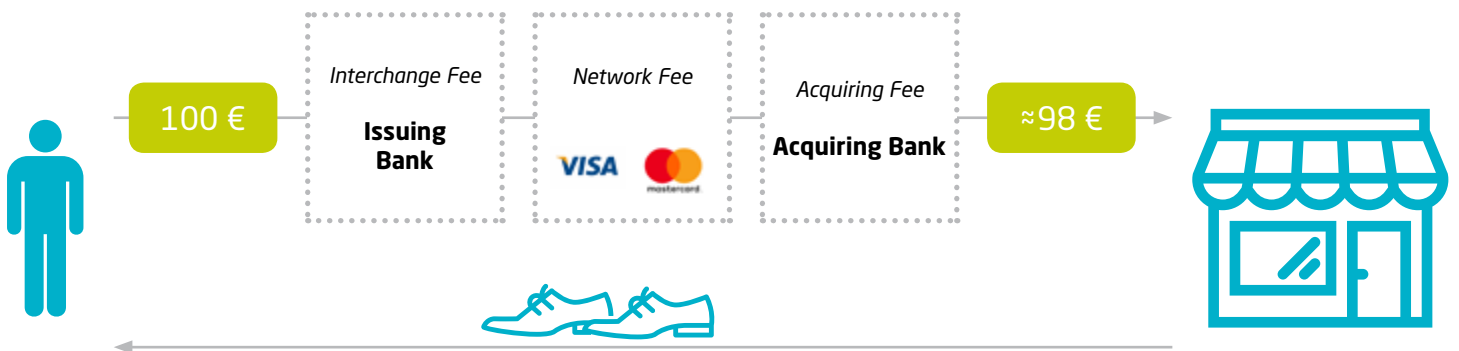 100 €
Interchange Fee
Issuing
Bank
Network Fee
VISA
mastercard.
Acquiring Fee
Acquiring Bank
≈98 €